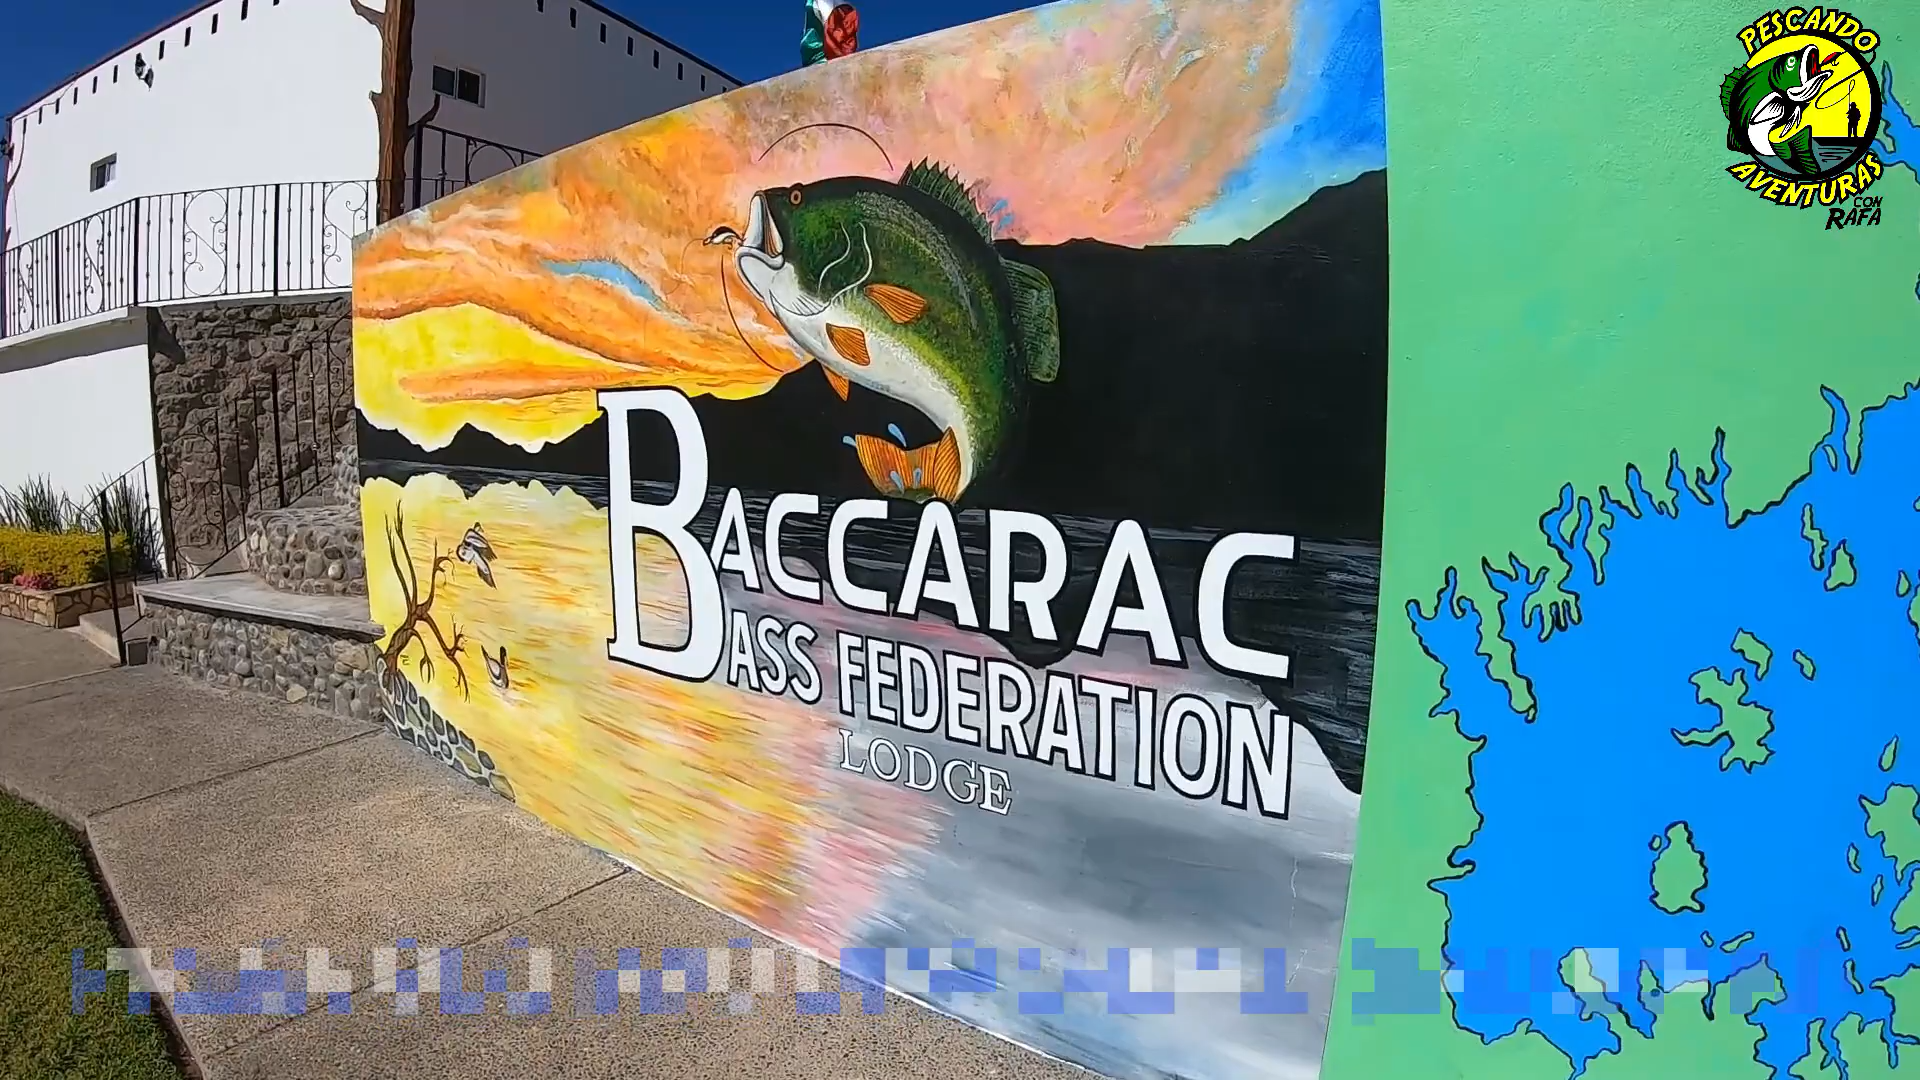 PESCANDO
AVENTURAS
CON
RAFA
BACCARAC
BASS FEDERATION
LODGE